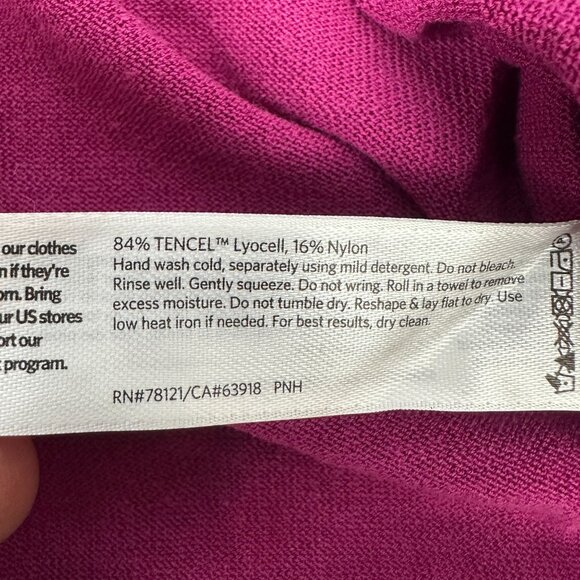 our clothes
if they're
Bring
US stores
our
program.
84% TENCEL™ Lyocell, 16% Nylon
Hand wash cold, separately using mild detergent. Do not bleach.
Rinse well. Gently squeeze. Do not wring. Roll in a towel to remove
excess moisture. Do not tumble dry. Reshape & lay flat to dry. Use
low heat iron if needed. For best results, dry clean.
RN#78121/CA#63918 PNH